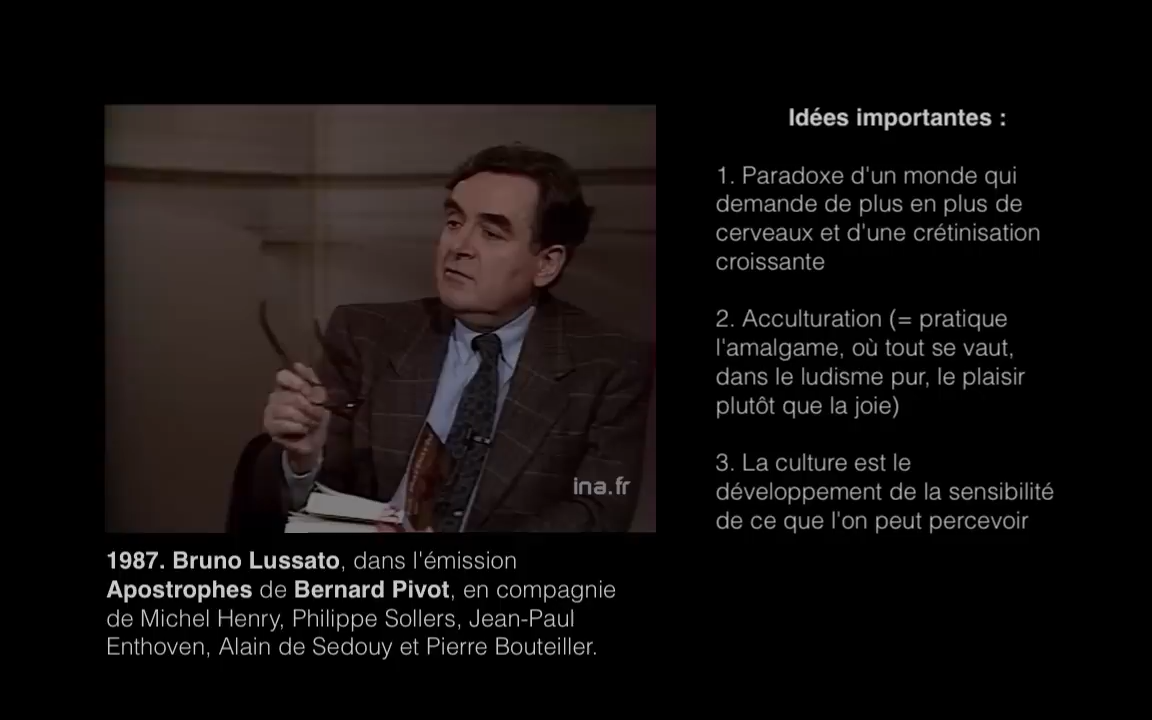 Idées importantes :
1. Paradoxe d'un monde qui
demande de plus en plus de
cerveaux et d'une crétinisation
croissante
2. Acculturation (= pratique
l'amalgame, où tout se vaut,
dans le ludisme pur, le plaisir
plutôt que la joie)
3. La culture est le
développement de la sensibilité
de ce que l'on peut percevoir
ina.fr
1987. Bruno Lussato, dans l'émission
Apostrophes de Bernard Pivot, en compagnie
de Michel Henry, Philippe Sollers, Jean-Paul
Enthoven, Alain de Sedouy et Pierre Bouteiller.